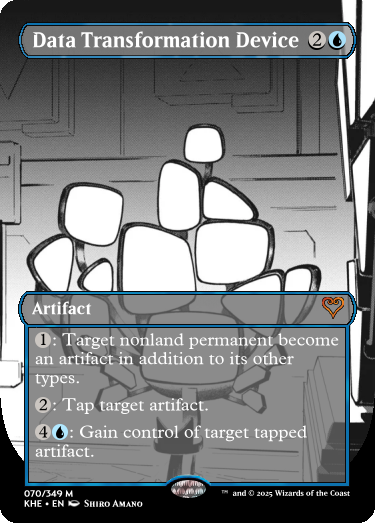 Data Transformation Device 2
Artifact
1: Target nonland permanent become
an artifact in addition to its other
types.
2: Tap target artifact.
4: Gain control of target tapped
artifact.
070/349 M
KHE • EN SHIRO AMANO
™ and © 2025 Wizards of the Coast